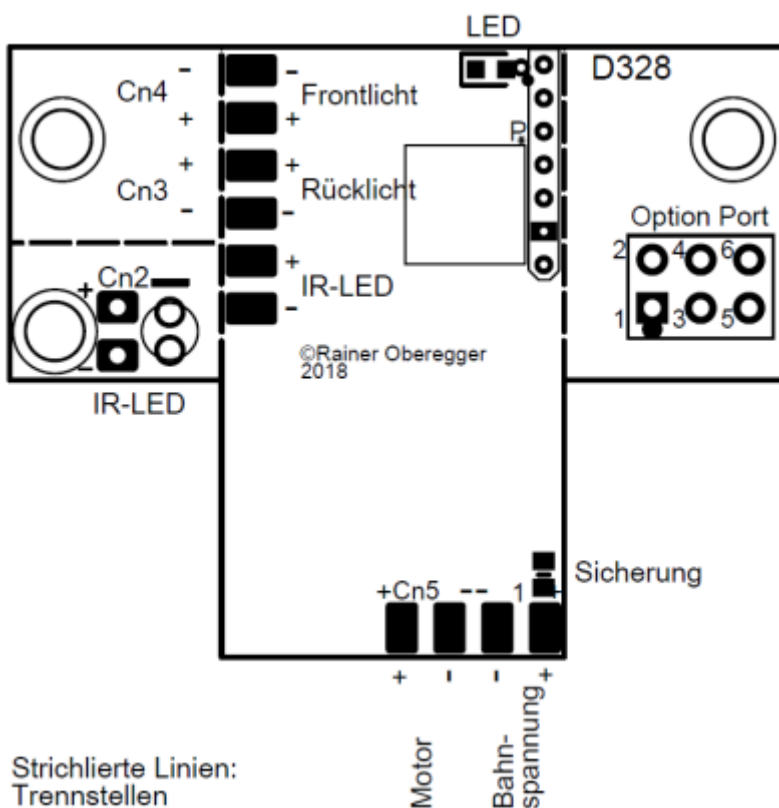 LED
D328
- -
Cn4 Frontlicht
+ +
P
+ +
Cn3 Rücklicht
- -
Option Port
2 4 6
+
Cn2
+ IR-LED
-
1 3 5
-
©Rainer Oberegger
2018
IR-LED
Sicherung
+Cn5 -- 1 +
+ - - +
Motor
Bahn-
spannung
Strichlierte Linien:
Trennstellen